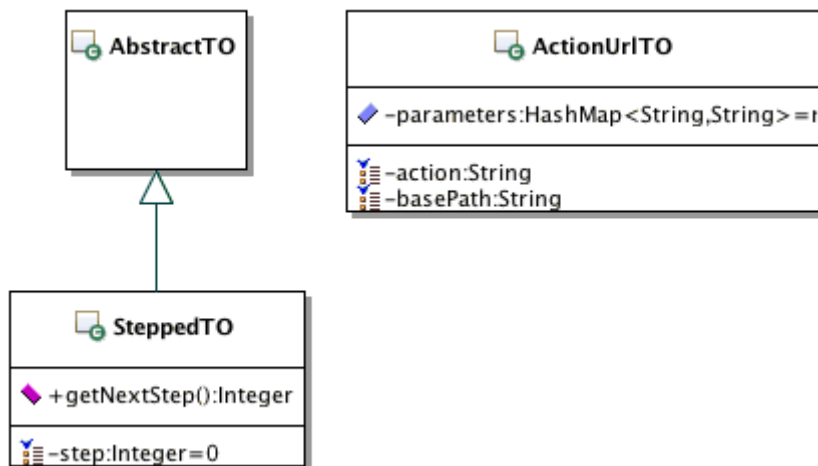 AbstractTO
ActionUrlTO
-parameters:HashMap<String,String>=
-action:String
-basePath:String
SteppedTO
+getNextStep():Integer
-step:Integer=0